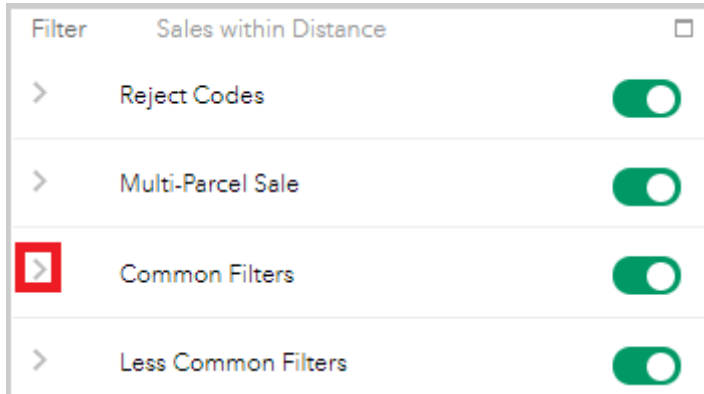 Filter Sales within Distance
Reject Codes
Multi-Parcel Sale
Common Filters
Less Common Filters